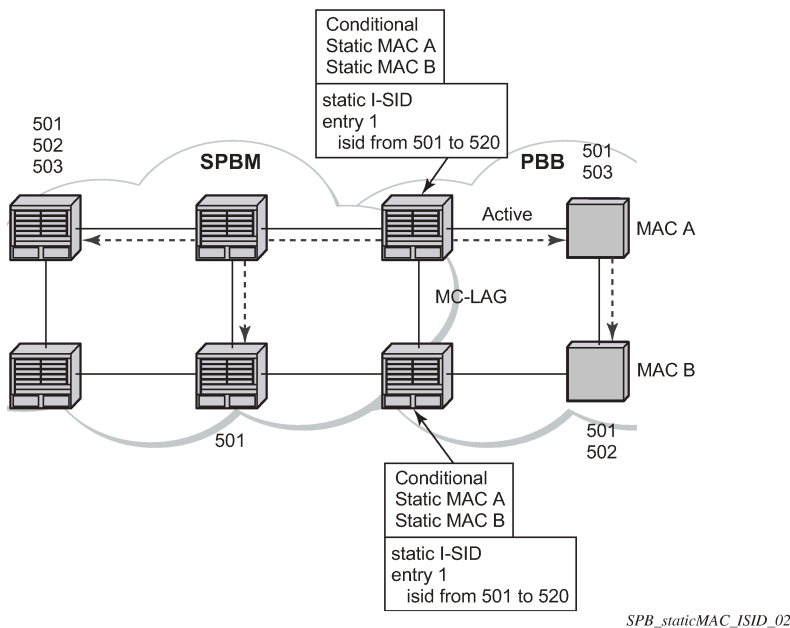 Conditional
Static MAC A
Static MAC B
static I-SID
entry 1
isid from 501 to 520
501
502
503
SPBM
PBB
501
503
Active
MAC A
MC-LAG
MAC B
501
501
502
Conditional
Static MAC A
Static MAC B
static I-SID
entry 1
isid from 501 to 520
SPB_staticMAC_ISID_02